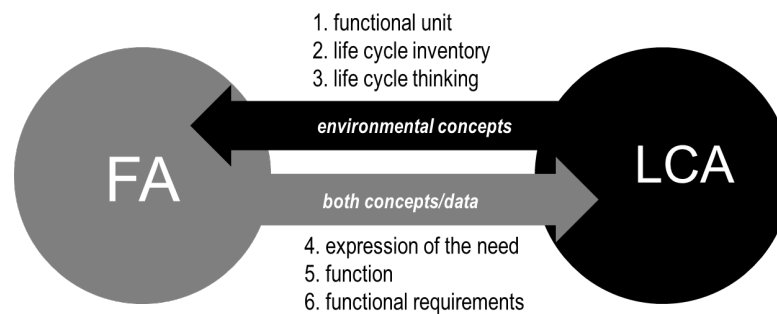 1. functional unit
2. life cycle inventory
3. life cycle thinking
environmental concepts
FA
LCA
both concepts/data
4. expression of the need
5. function
6. functional requirements